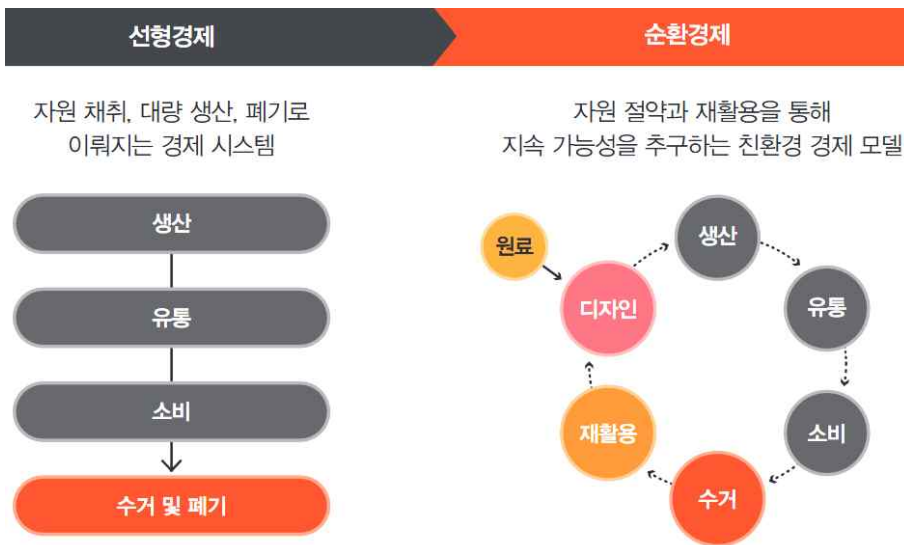 선형경제
순환경제
자원 채취, 대량 생산, 폐기로
이뤄지는 경제 시스템
자원 절약과 재활용을 통해
지속 가능성을 추구하는 친환경 경제 모델
생산
유통
소비
수거 및 폐기
원료
디자인
생산
유통
소비
수거
재활용